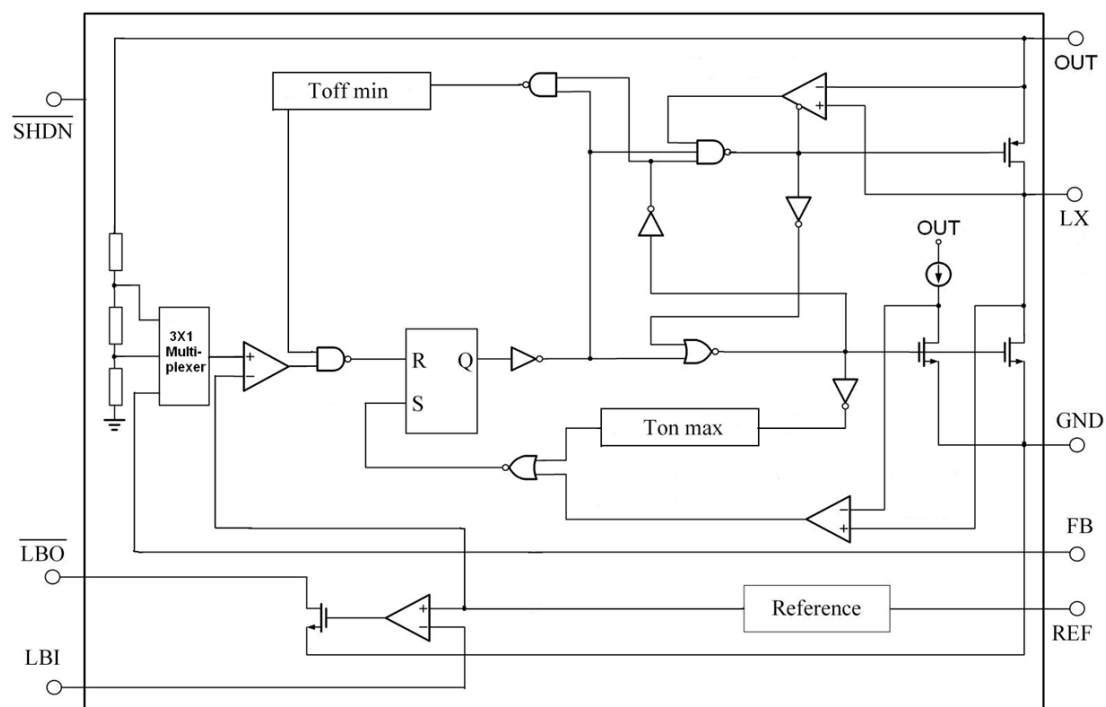 OUT
Toff min
SHDN
LX
OUT
3X1
Multi-
plexer
R Q
S
Ton max
GND
FB
LBO
Reference
REF
LBI